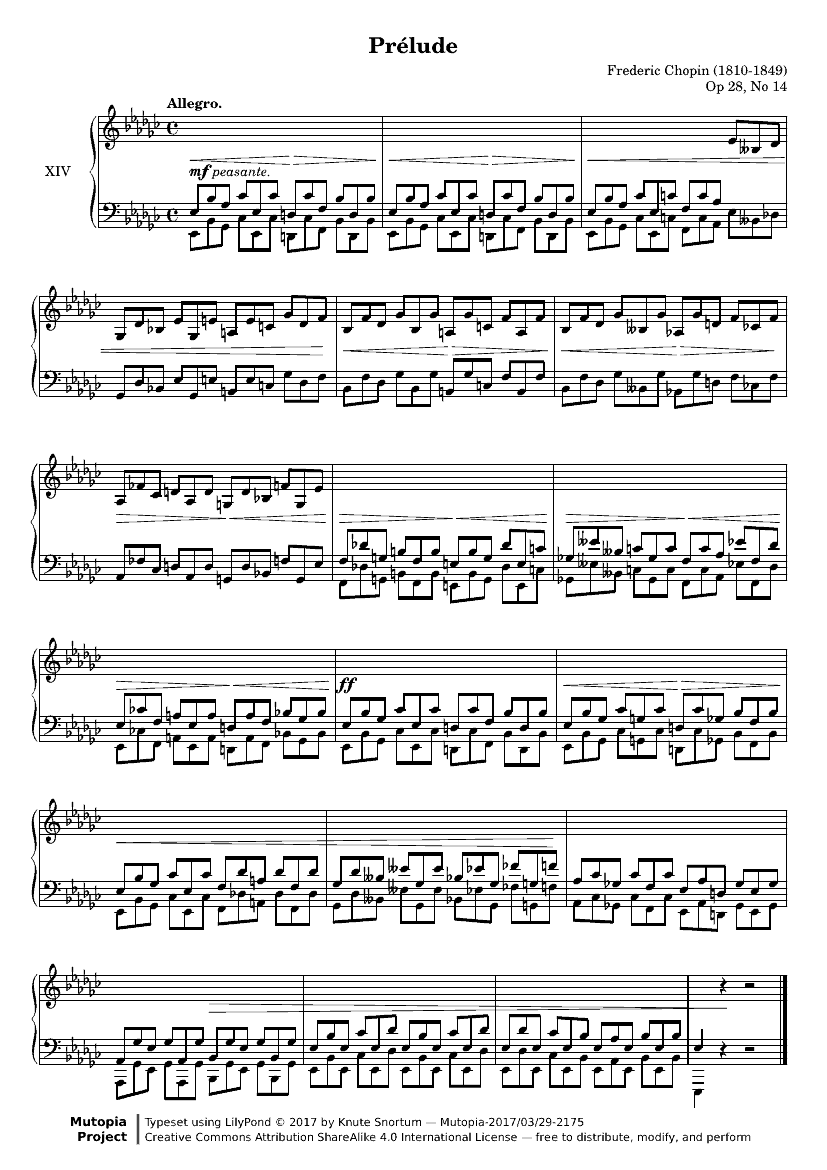 Prélude
Frederic Chopin (1810-1849)
Op 28, No 14
Allegro.
XIV
mf peasante.
ff
Mutopia Project
Typeset using LilyPond © 2017 by Knute Snortum — Mutopia-2017/03/29-2175
Creative Commons Attribution ShareAlike 4.0 International License — free to distribute, modify, and perform